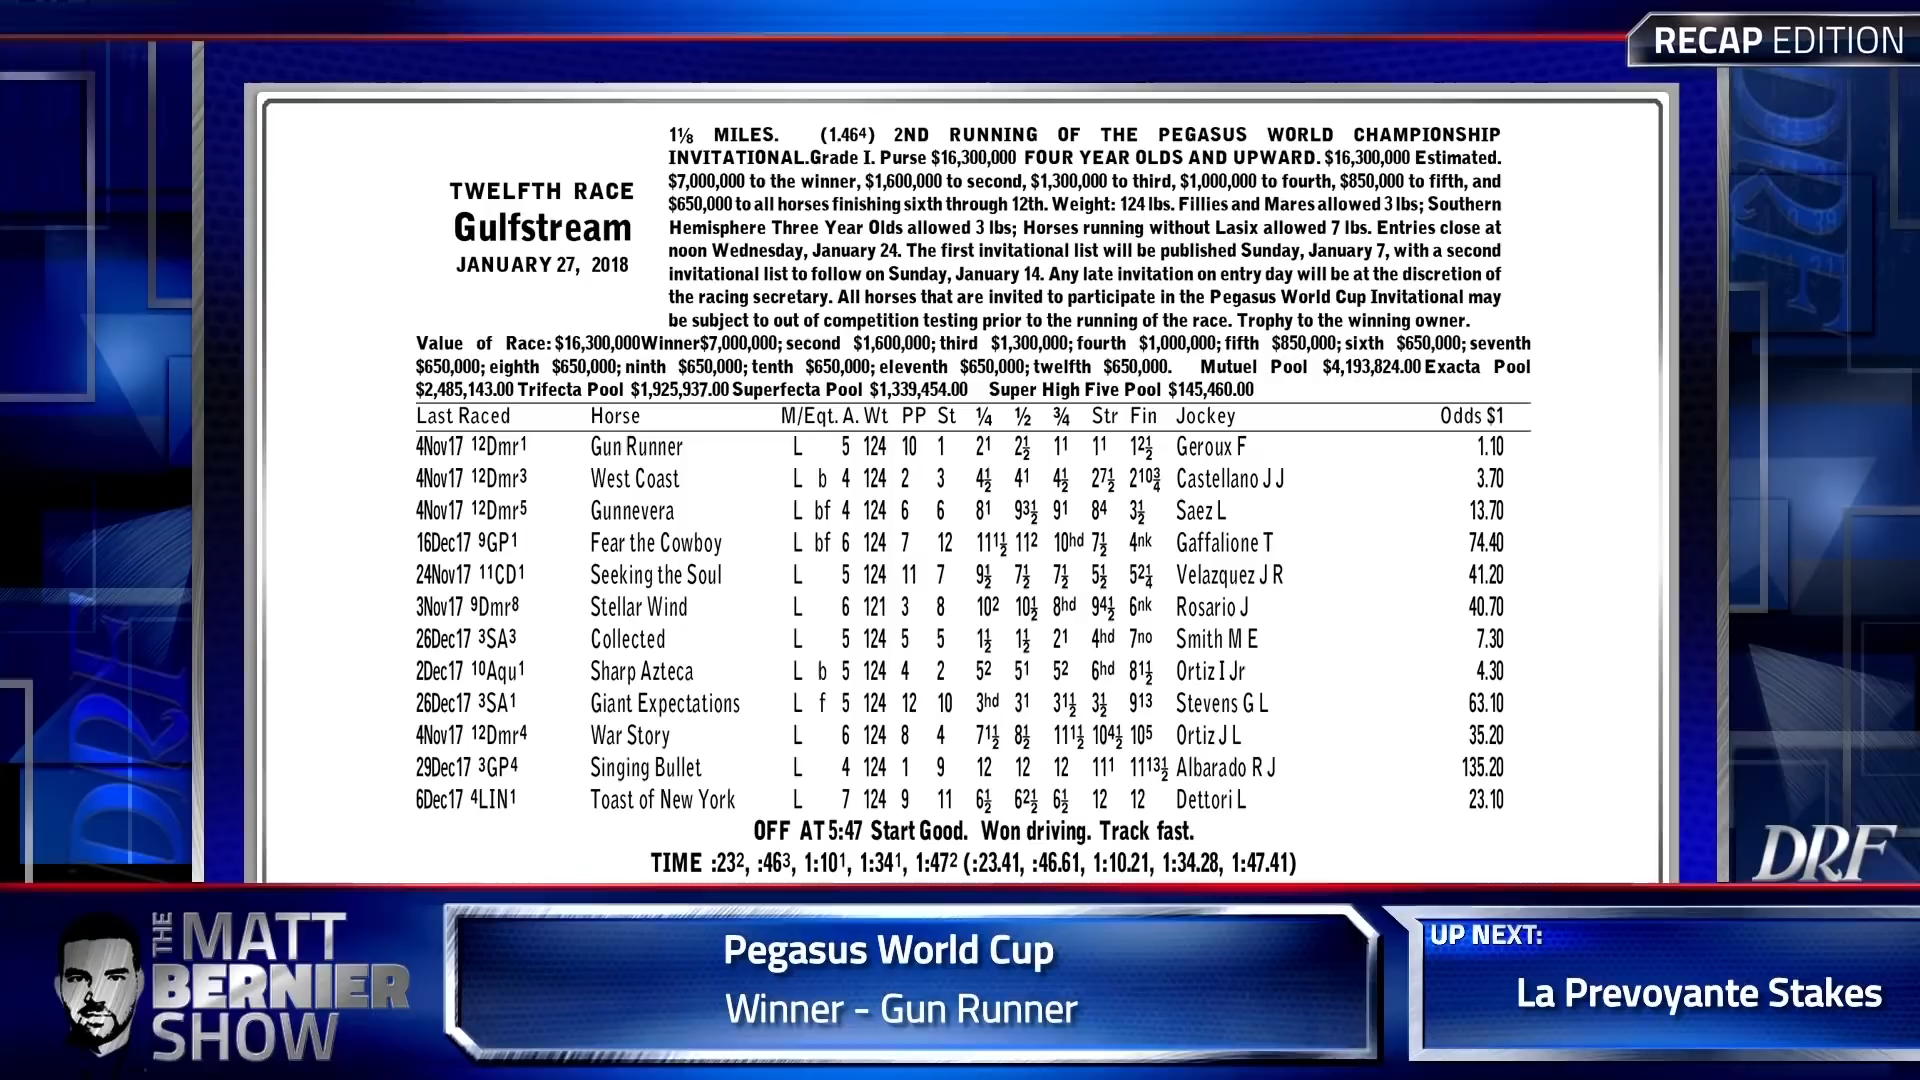 RECAP EDITION
TWELFTH RACE
Gulfstream
JANUARY 27, 2018
1⅛ MILES. (1.46⁴) 2ND RUNNING OF THE PEGASUS WORLD CHAMPIONSHIP
INVITATIONAL.Grade I. Purse $16,300,000 FOUR YEAR OLDS AND UPWARD. $16,300,000 Estimated.
$7,000,000 to the winner, $1,600,000 to second, $1,300,000 to third, $1,000,000 to fourth, $850,000 to fifth, and
$650,000 to all horses finishing sixth through 12th. Weight: 124 lbs. Fillies and Mares allowed 3 lbs; Southern
Hemisphere Three Year Olds allowed 3 lbs; Horses running without Lasix allowed 7 lbs. Entries close at
noon Wednesday, January 24. The first invitational list will be published Sunday, January 7, with a second
invitational list to follow on Sunday, January 14. Any late invitation on entry day will be at the discretion of
the racing secretary. All horses that are invited to participate in the Pegasus World Cup Invitational may
be subject to out of competition testing prior to the running of the race. Trophy to the winning owner.
Value of Race: $16,300,000Winner$7,000,000; second $1,600,000; third $1,300,000; fourth $1,000,000; fifth $850,000; sixth $650,000; seventh
$650,000; eighth $650,000; ninth $650,000; tenth $650,000; eleventh $650,000; twelfth $650,000. Mutuel Pool $4,193,824.00 Exacta Pool
$2,485,143.00 Trifecta Pool $1,925,937.00 Superfecta Pool $1,339,454.00 Super High Five Pool $145,460.00
Last Raced Horse M/Eqt. A. Wt PP St ¼ ½ ¾ Str Fin Jockey Odds $1
4Nov17 ¹²Dmr¹ Gun Runner L 5 124 10 1 2¹ 2½ 1¹ 1¹ 1²½ Geroux F 1.10
4Nov17 ¹²Dmr³ West Coast L b 4 124 2 3 4½ 4¹ 4½ 2⁷½ 2¹⁰¾ Castellano J J 3.70
4Nov17 ¹²Dmr⁵ Gunnevera L bf 4 124 6 6 8¹ 9³½ 9¹ 8⁴ 3½ Saez L 13.70
16Dec17 ⁹GP¹ Fear the Cowboy L bf 6 124 7 12 11¹½ 11² 10hd 7½ 4nk Gaffalione T 74.40
24Nov17 ¹¹CD¹ Seeking the Soul L 5 124 11 7 9½ 7½ 7½ 5½ 5²¼ Velazquez J R 41.20
3Nov17 ⁹Dmr⁸ Stellar Wind L 6 121 3 8 10² 10½ 8hd 9⁴½ 6nk Rosario J 40.70
26Dec17 ³SA³ Collected L 5 124 5 5 1½ 1½ 2¹ 4hd 7no Smith M E 7.30
2Dec17 ¹⁰Aqu¹ Sharp Azteca L b 5 124 4 2 5² 5¹ 5² 6hd 8¹½ Ortiz I Jr 4.30
26Dec17 ³SA¹ Giant Expectations L f 5 124 12 10 3hd 3¹ 3¹½ 3½ 9¹³ Stevens G L 63.10
4Nov17 ¹²Dmr⁴ War Story L 6 124 8 4 7¹½ 8½ 11¹½ 10⁴½ 10⁵ Ortiz J L 35.20
29Dec17 ³GP⁴ Singing Bullet L 4 124 1 9 12 12 12 11¹ 11¹³½ Albarado R J 135.20
6Dec17 ⁴LIN¹ Toast of New York L 7 124 9 11 6½ 6²½ 6½ 12 12 Dettori L 23.10
OFF AT 5:47 Start Good. Won driving. Track fast.
TIME :23², :46³, 1:10¹, 1:34¹, 1:47² (:23.41, :46.61, 1:10.21, 1:34.28, 1:47.41)
DRF
DRF
DRF
THE MATT BERNIER SHOW
Pegasus World Cup
Winner - Gun Runner
UP NEXT:
La Prevoyante Stakes